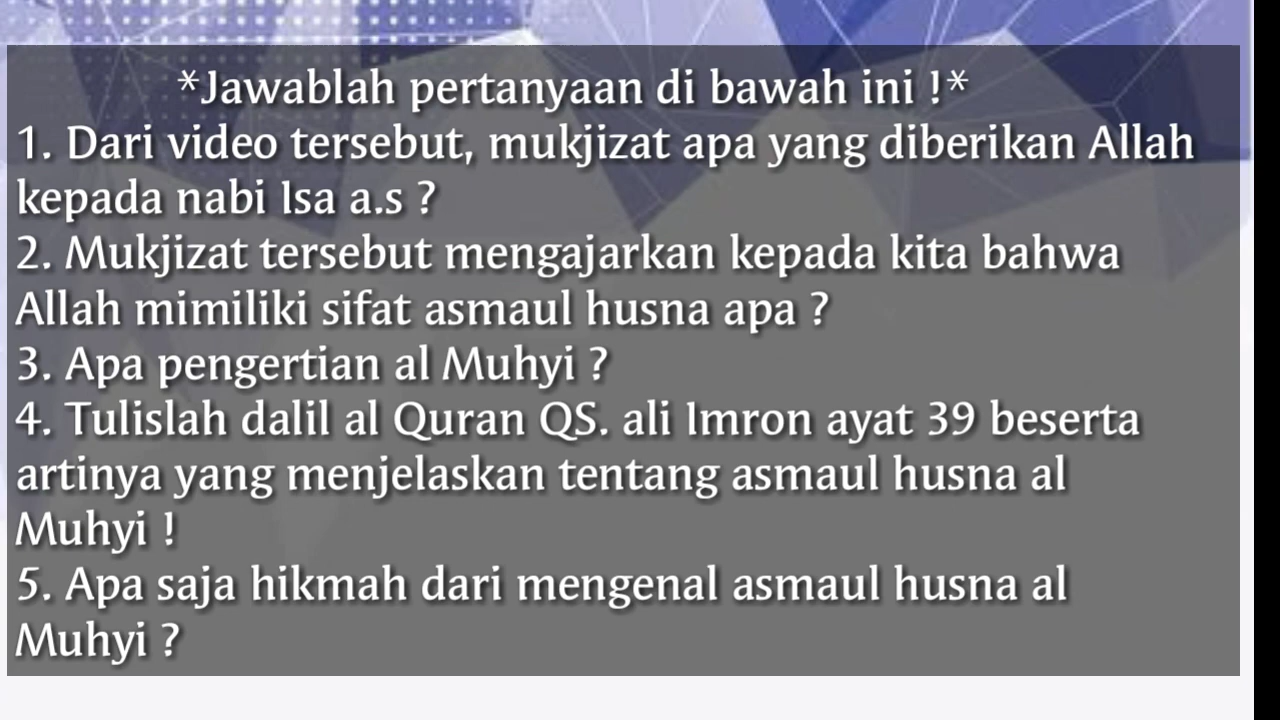 *Jawablah pertanyaan di bawah ini !*
1. Dari video tersebut, mukjizat apa yang diberikan Allah
kepada nabi Isa a.s ?
2. Mukjizat tersebut mengajarkan kepada kita bahwa
Allah mimiliki sifat asmaul husna apa ?
3. Apa pengertian al Muhyi ?
4. Tulislah dalil al Quran QS. ali Imron ayat 39 beserta
artinya yang menjelaskan tentang asmaul husna al
Muhyi !
5. Apa saja hikmah dari mengenal asmaul husna al
Muhyi ?